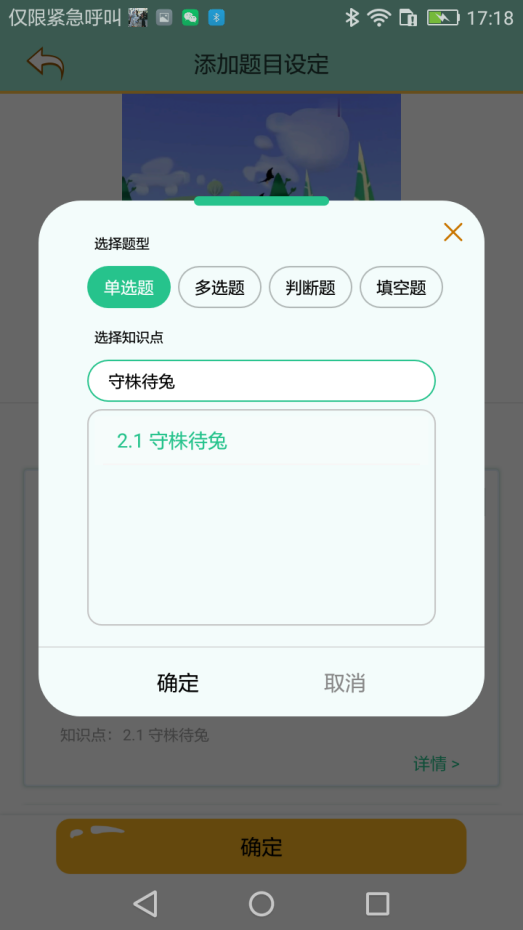 仅限紧急呼叫 17:18
添加题目设定
选择题型
单选题 多选题 判断题 填空题
选择知识点
守株待兔
2.1 守株待兔
确定 取消
知识点：2.1 守株待兔
详情 >
确定